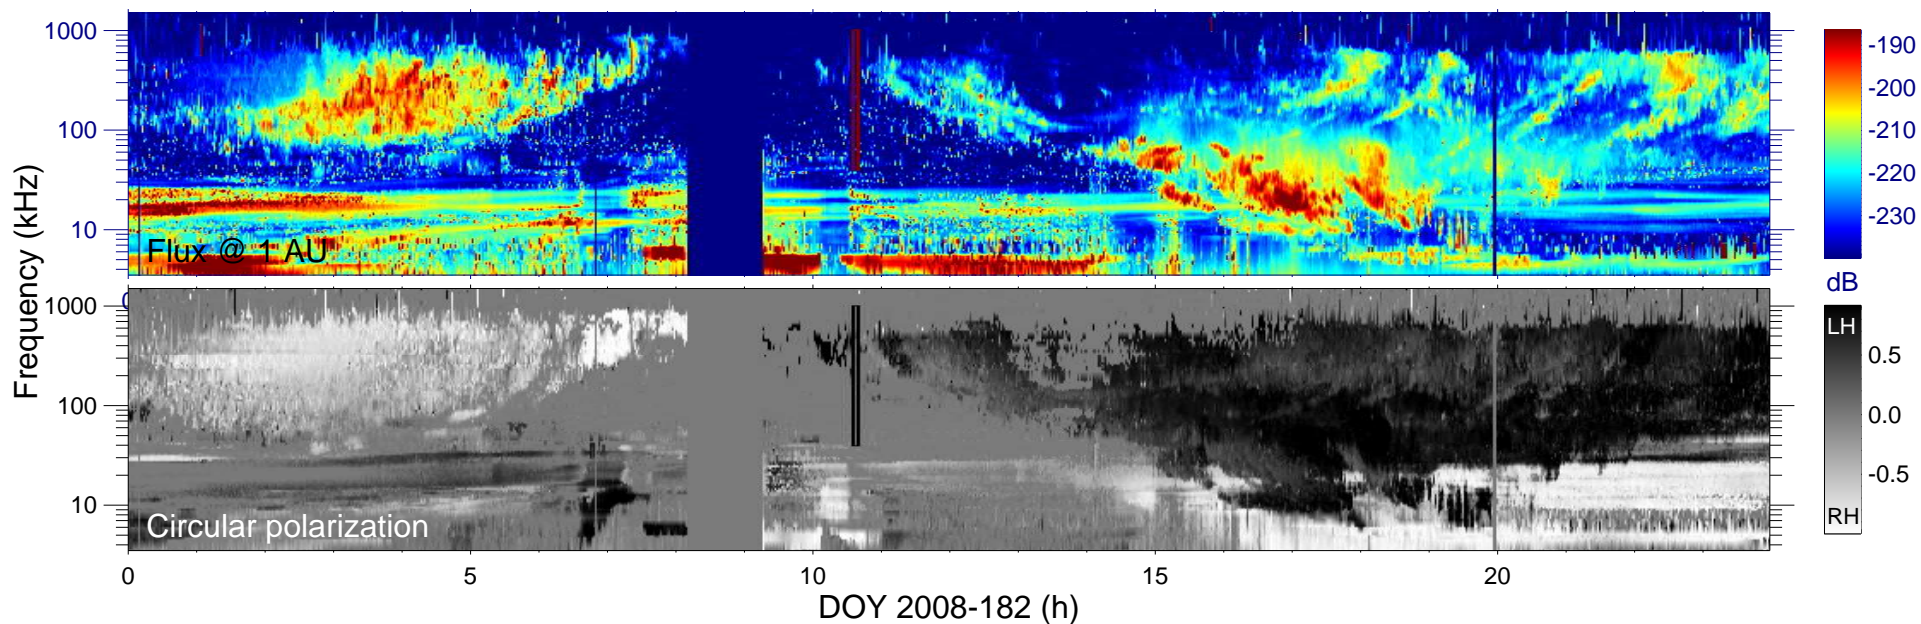 1000
100
10
Flux @ 1 AU
-190
-200
-210
-220
-230
dB
Frequency (kHz)
0
1000
100
10
Circular polarization
LH
0.5
0.0
-0.5
RH
0 5 10 15 20
DOY 2008-182 (h)